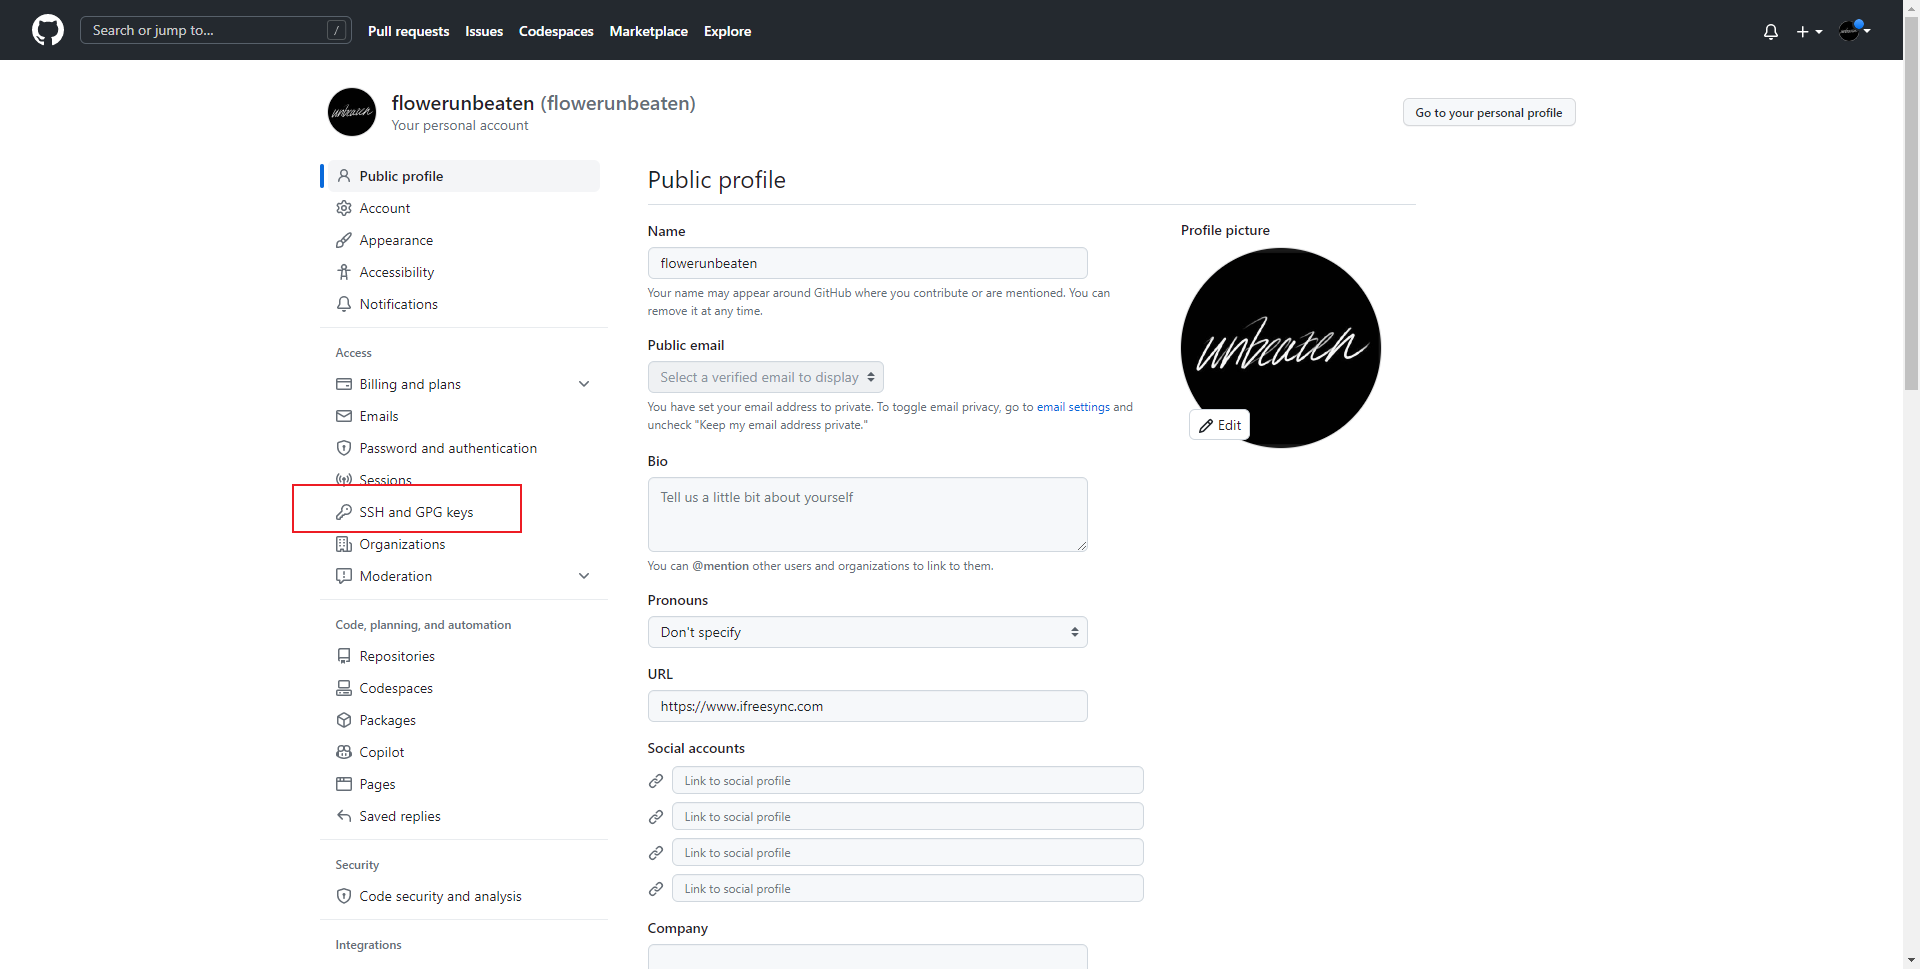 Search or jump to... /
Pull requests Issues Codespaces Marketplace Explore
unbeaten
flowerunbeaten (flowerunbeaten)
Your personal account
Go to your personal profile
Public profile
Account
Appearance
Accessibility
Notifications
Access
Billing and plans
Emails
Password and authentication
Sessions
SSH and GPG keys
Organizations
Moderation
Code, planning, and automation
Repositories
Codespaces
Packages
Copilot
Pages
Saved replies
Security
Code security and analysis
Integrations
Public profile
Name
flowerunbeaten
Your name may appear around GitHub where you contribute or are mentioned. You can
remove it at any time.
Public email
Select a verified email to display
You have set your email address to private. To toggle email privacy, go to email settings and
uncheck "Keep my email address private."
Bio
Tell us a little bit about yourself
You can @mention other users and organizations to link to them.
Pronouns
Don't specify
URL
https://www.ifreesync.com
Social accounts
Link to social profile
Link to social profile
Link to social profile
Link to social profile
Company
Profile picture
unbeaten
Edit